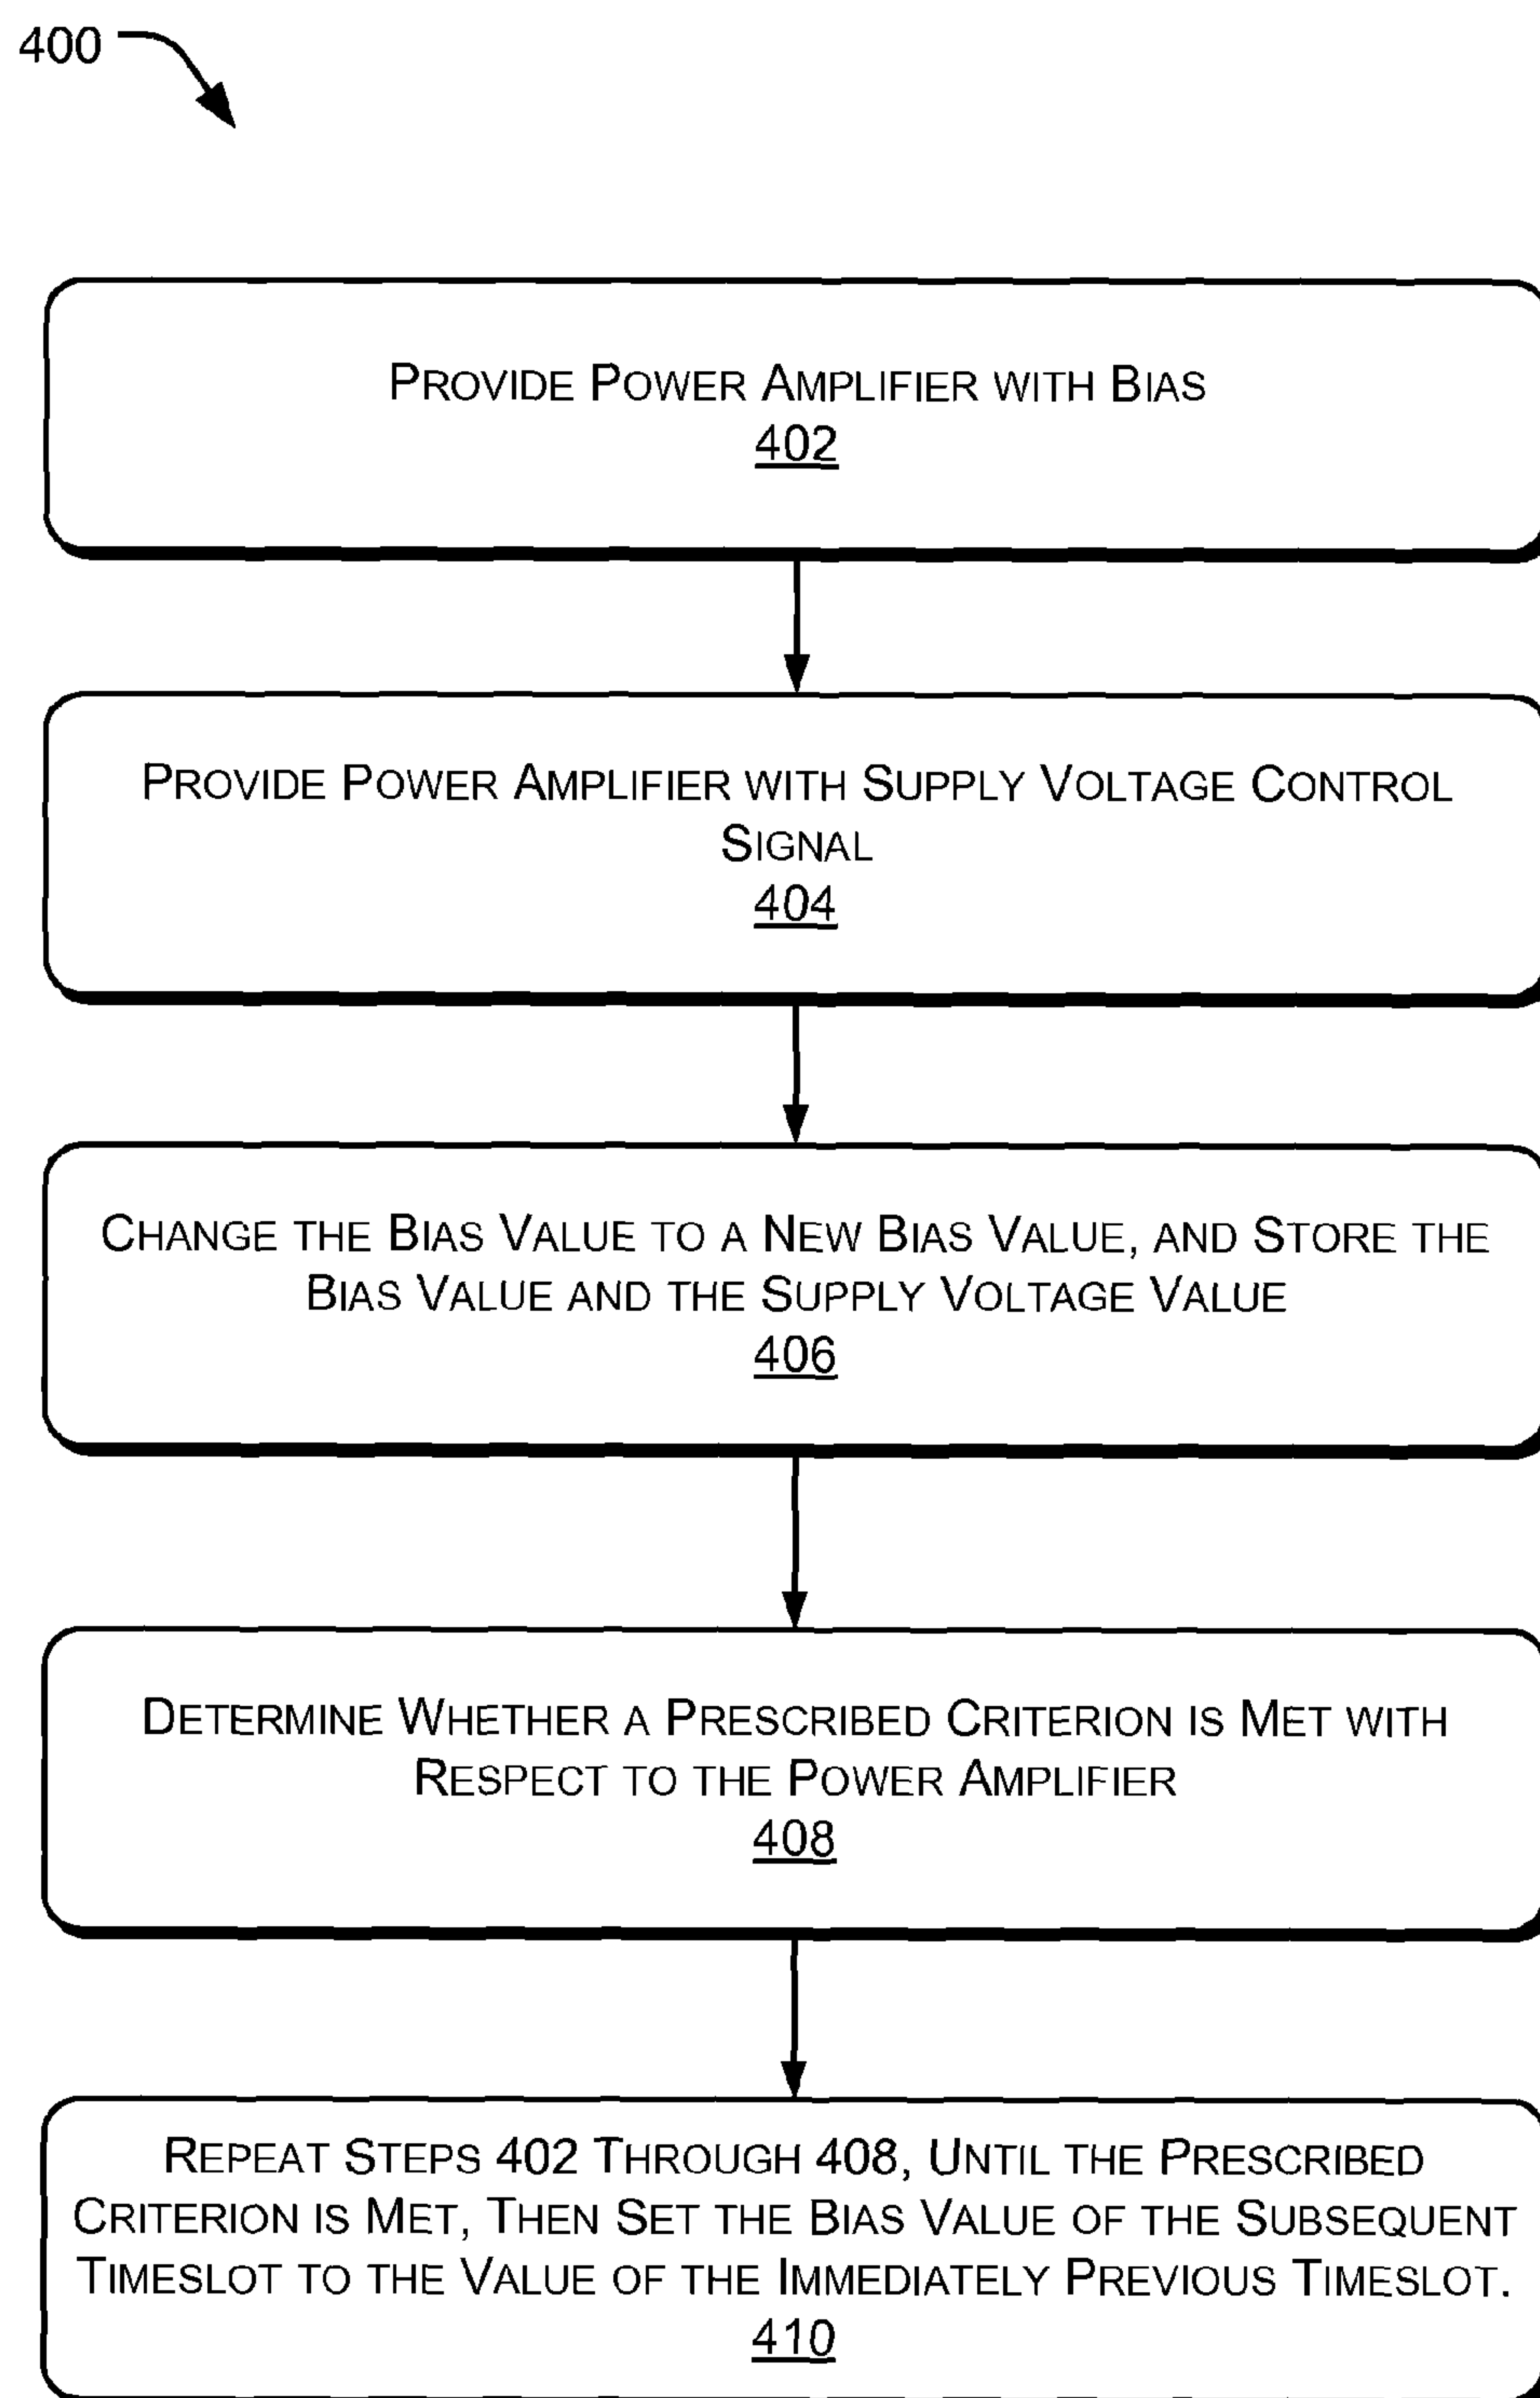 400
PROVIDE POWER AMPLIFIER WITH BIAS
402
PROVIDE POWER AMPLIFIER WITH SUPPLY VOLTAGE CONTROL
SIGNAL
404
CHANGE THE BIAS VALUE TO A NEW BIAS VALUE, AND STORE THE
BIAS VALUE AND THE SUPPLY VOLTAGE VALUE
406
DETERMINE WHETHER A PRESCRIBED CRITERION IS MET WITH
RESPECT TO THE POWER AMPLIFIER
408
REPEAT STEPS 402 THROUGH 408, UNTIL THE PRESCRIBED
CRITERION IS MET, THEN SET THE BIAS VALUE OF THE SUBSEQUENT
TIMESLOT TO THE VALUE OF THE IMMEDIATELY PREVIOUS TIMESLOT.
410